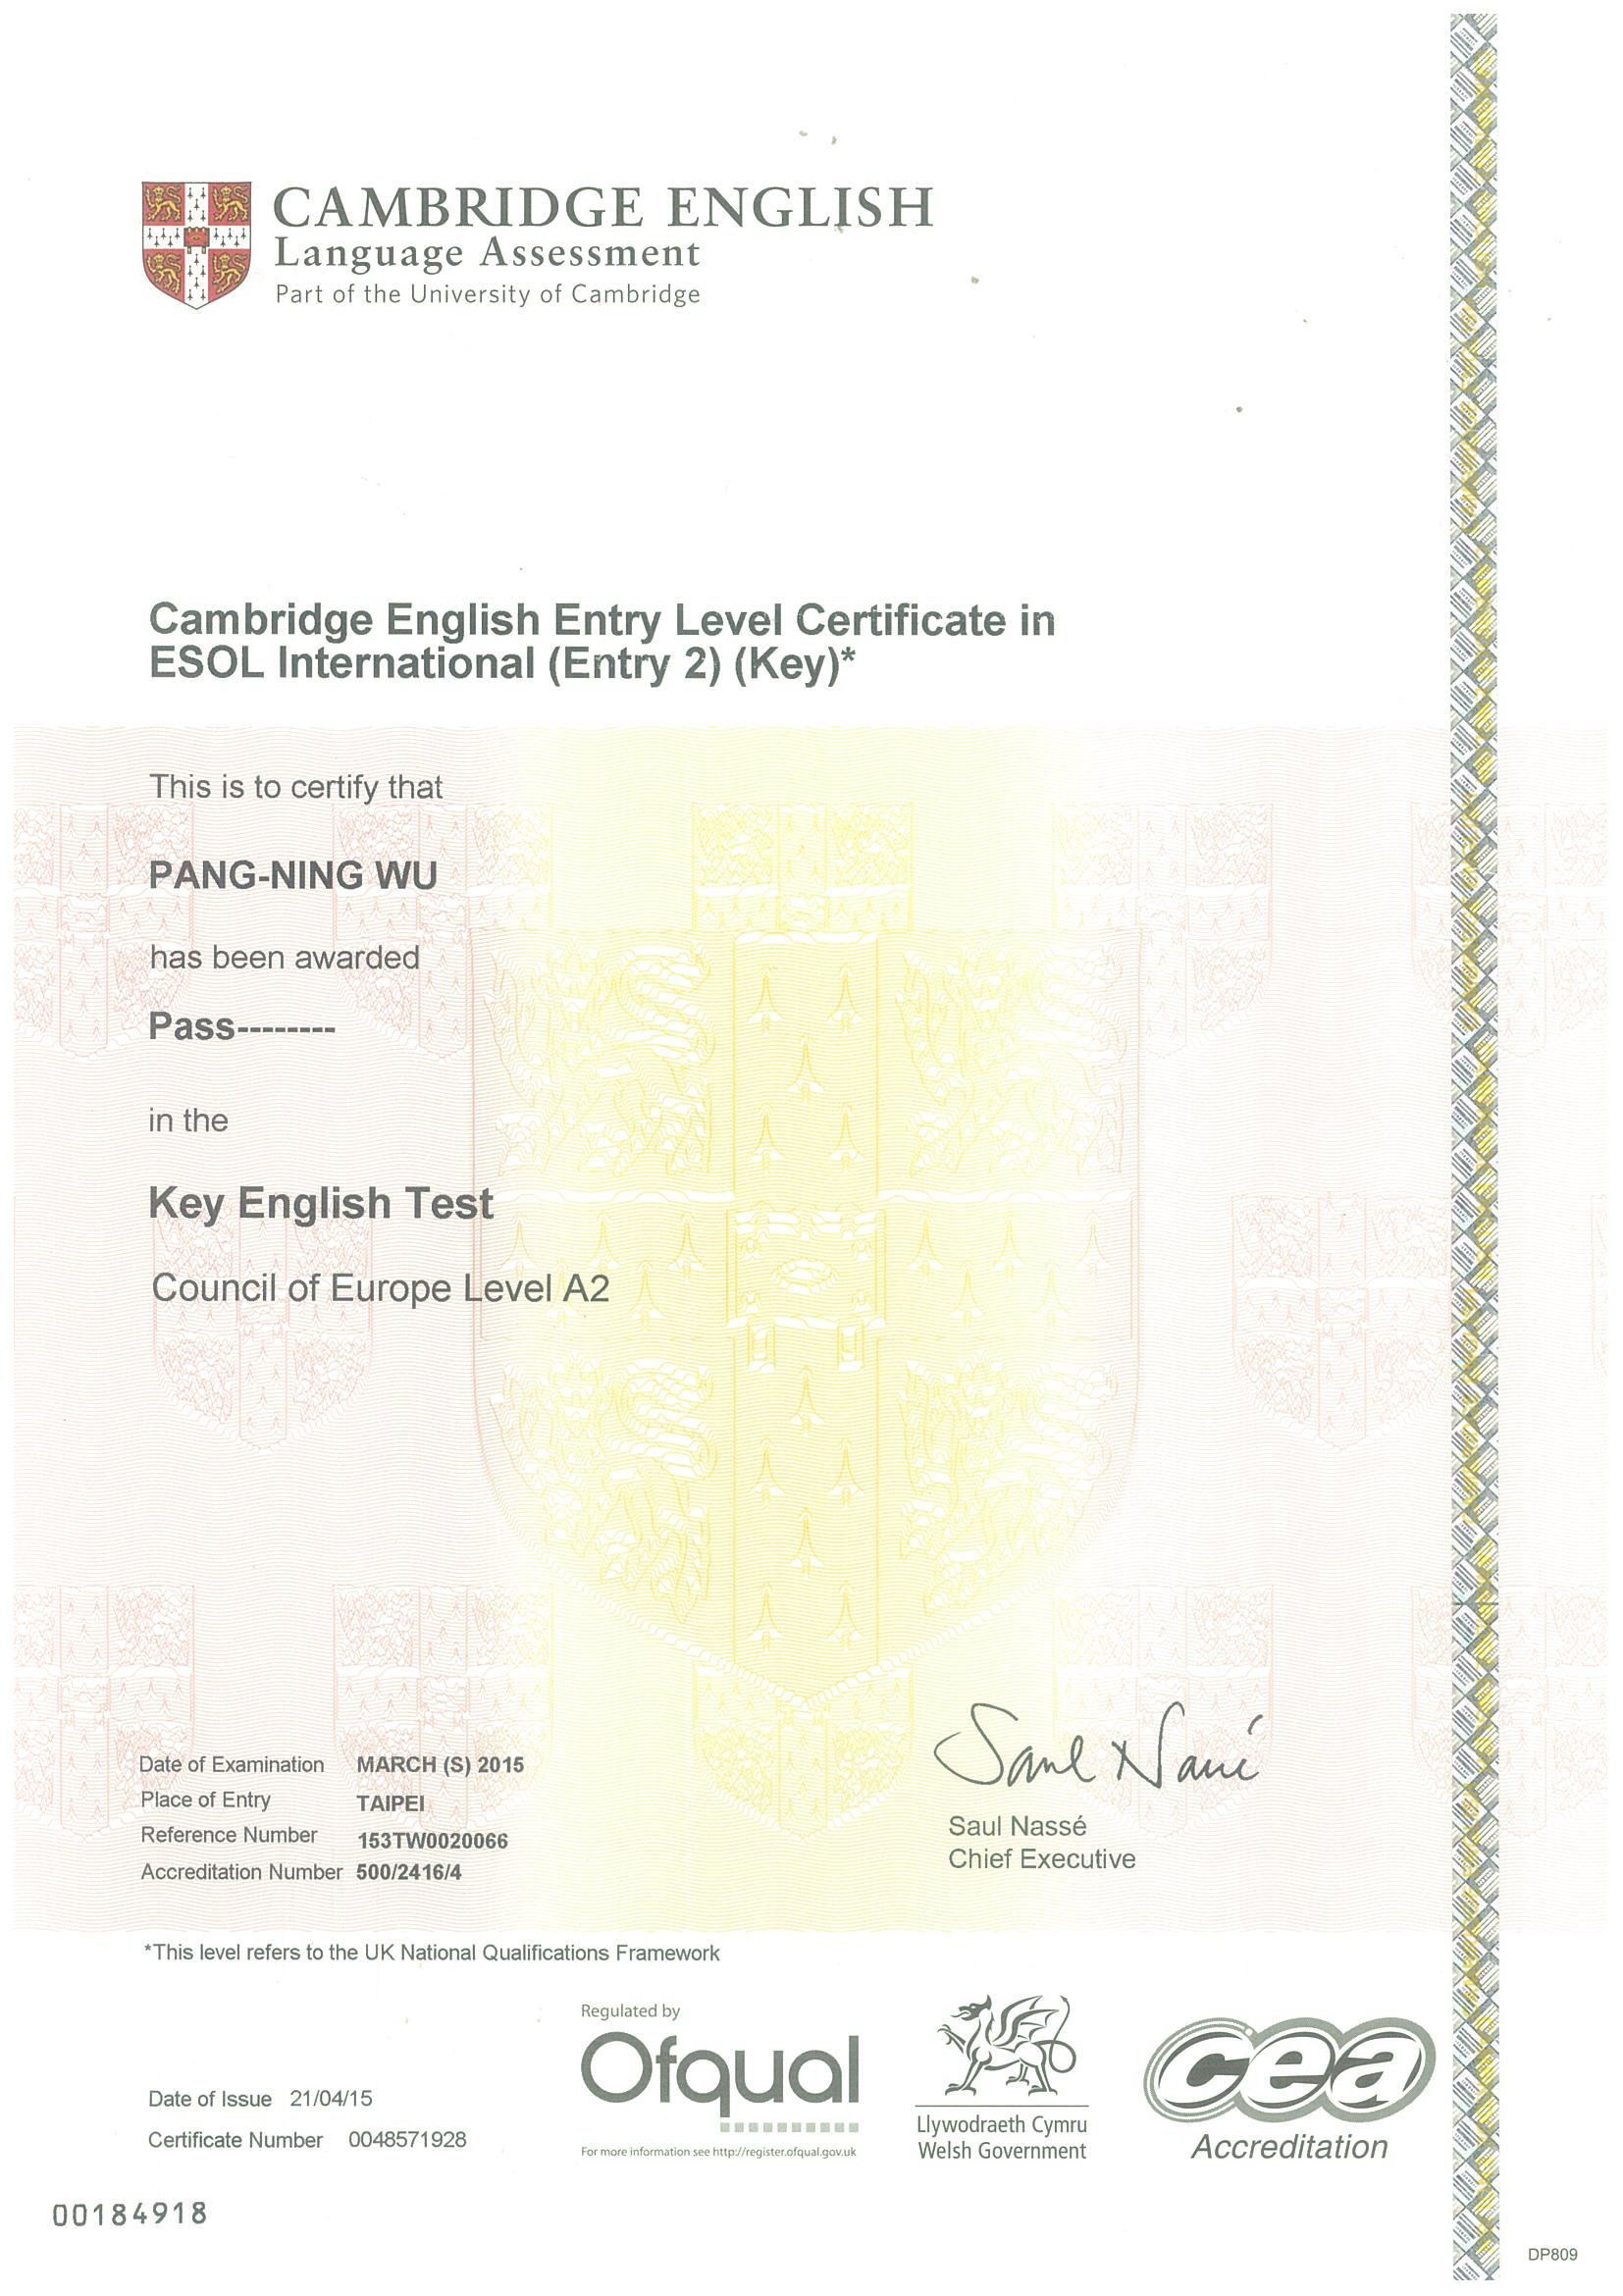 CAMBRIDGE ENGLISH
Language Assessment
Part of the University of Cambridge
Cambridge English Entry Level Certificate in
ESOL International (Entry 2) (Key)*
This is to certify that
PANG-NING WU
has been awarded
Pass--------
in the
Key English Test
Council of Europe Level A2
Date of Examination MARCH (S) 2015
Place of Entry TAIPEI
Reference Number 153TW0020066
Accreditation Number 500/2416/4
Saul Nassé
Saul Nassé
Chief Executive
*This level refers to the UK National Qualifications Framework
Regulated by
Ofqual
For more information see http://register.ofqual.gov.uk
Llywodraeth Cymru
Welsh Government
cea
Accreditation
Date of Issue 21/04/15
Certificate Number 0048571928
00184918
DP809